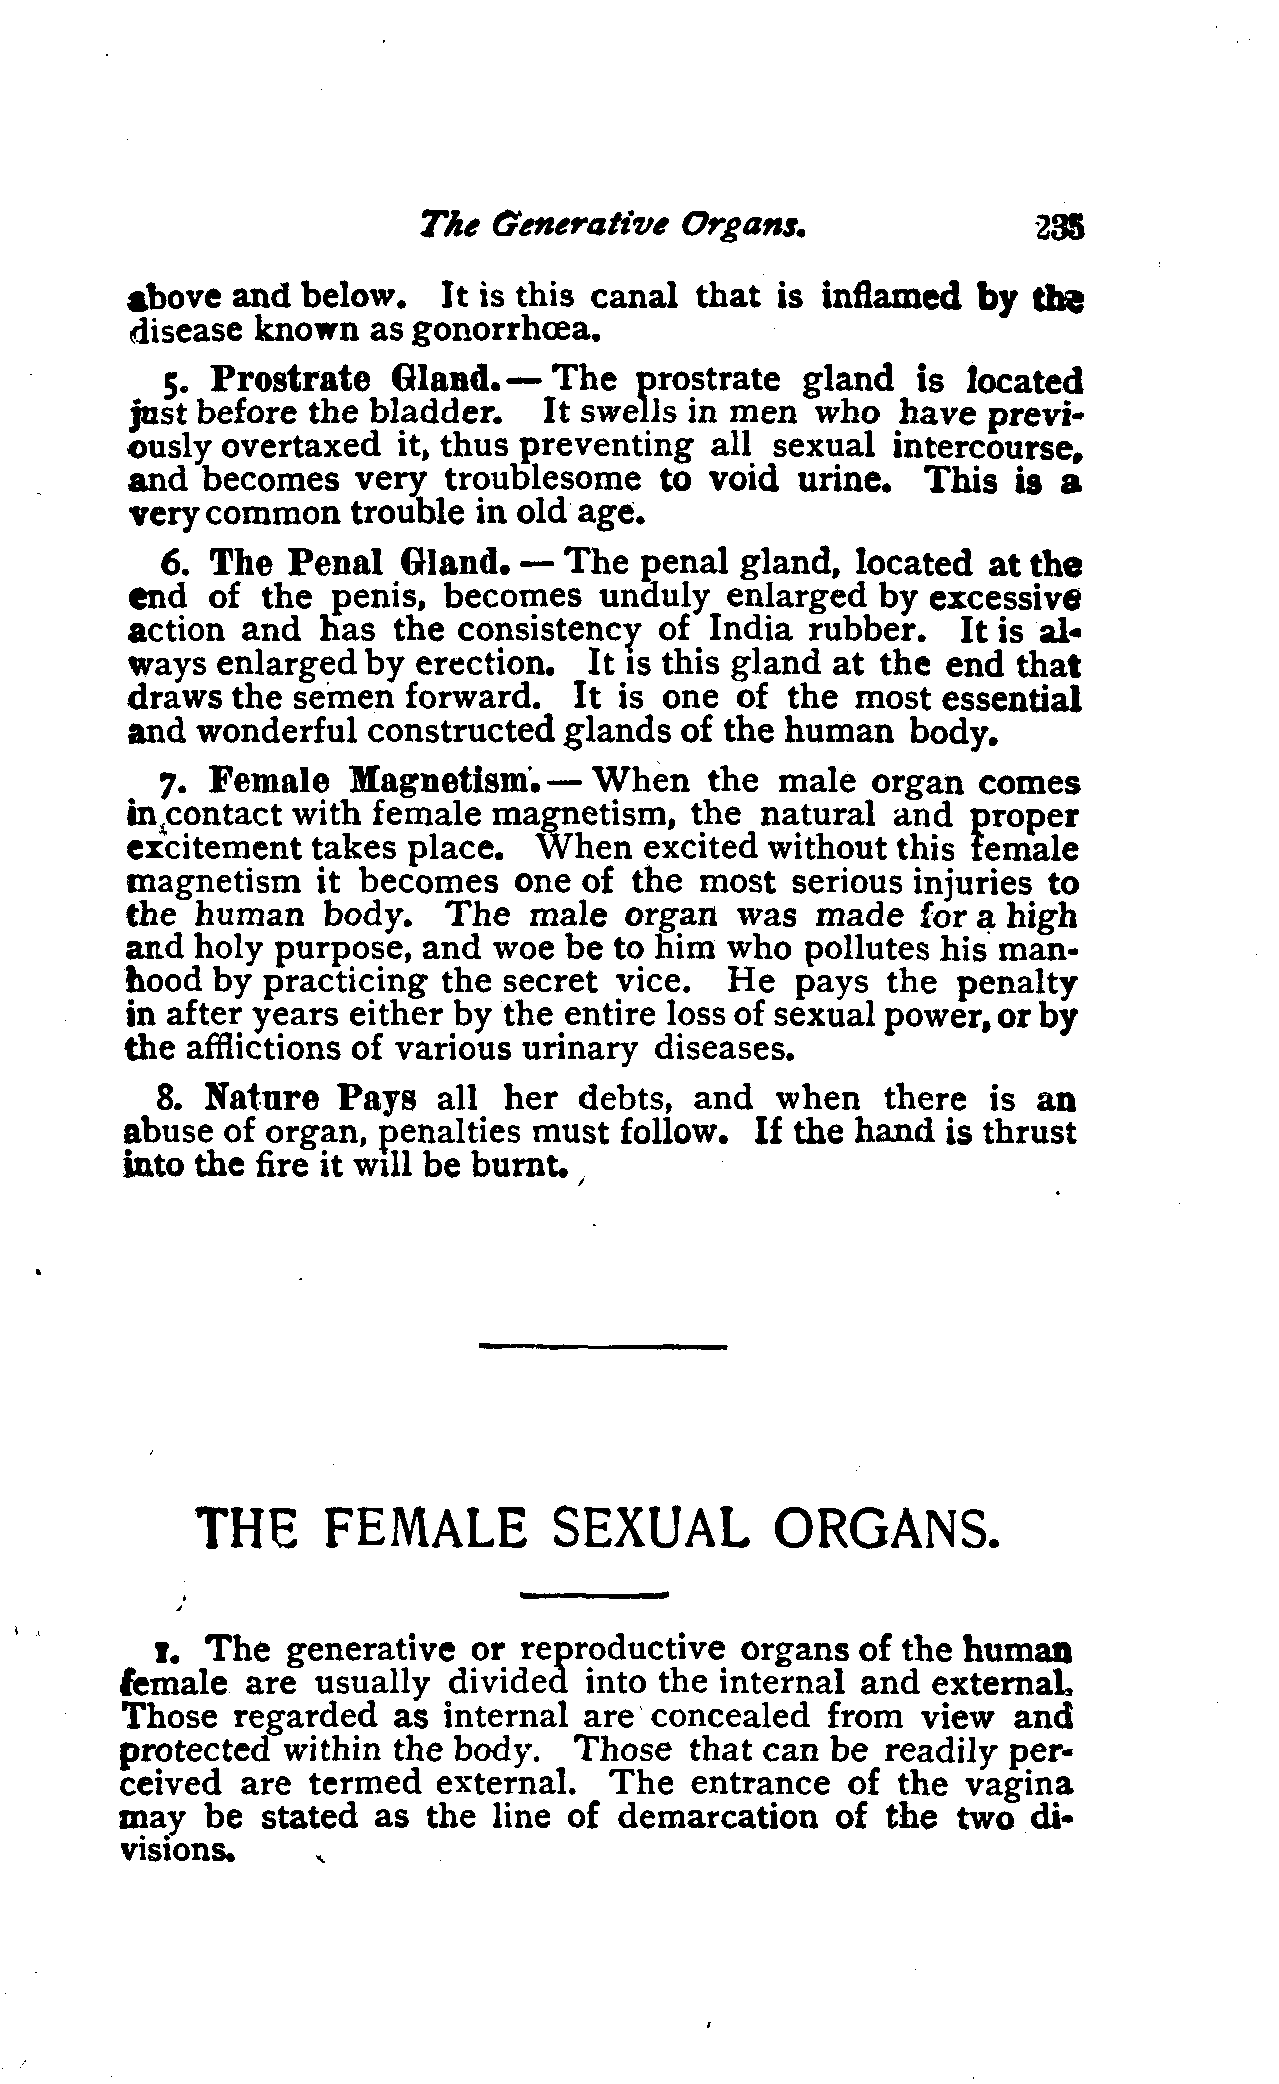 The Generative Organs. 235
above and below. It is this canal that is inflamed by the
disease known as gonorrhœa.
5. Prostrate Gland.— The prostrate gland is located
just before the bladder. It swells in men who have previ-
ously overtaxed it, thus preventing all sexual intercourse,
and becomes very troublesome to void urine. This is a
very common trouble in old age.
6. The Penal Gland. — The penal gland, located at the
end of the penis, becomes unduly enlarged by excessive
action and has the consistency of India rubber. It is al-
ways enlarged by erection. It is this gland at the end that
draws the semen forward. It is one of the most essential
and wonderful constructed glands of the human body.
7. Female Magnetism.— When the male organ comes
in contact with female magnetism, the natural and proper
excitement takes place. When excited without this female
magnetism it becomes one of the most serious injuries to
the human body. The male organ was made for a high
and holy purpose, and woe be to him who pollutes his man-
hood by practicing the secret vice. He pays the penalty
in after years either by the entire loss of sexual power, or by
the afflictions of various urinary diseases.
8. Nature Pays all her debts, and when there is an
abuse of organ, penalties must follow. If the hand is thrust
into the fire it will be burnt.
THE FEMALE SEXUAL ORGANS.
1. The generative or reproductive organs of the human
female are usually divided into the internal and external.
Those regarded as internal are concealed from view and
protected within the body. Those that can be readily per-
ceived are termed external. The entrance of the vagina
may be stated as the line of demarcation of the two di-
visions.